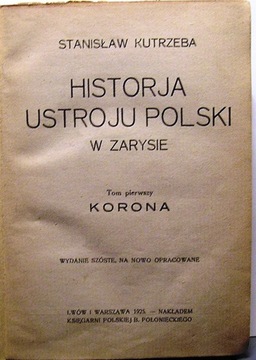 STANISŁAW KUTRZEBA
HISTORJA
USTROJU POLSKI
W ZARYSIE
Tom pierwszy
KORONA
WYDANIE SZÓSTE, NA NOWO OPRACOWANE
LWÓW I WARSZAWA 1925. — NAKŁADEM
KSIĘGARNI POLSKIEJ B. POŁONIECKIEGO